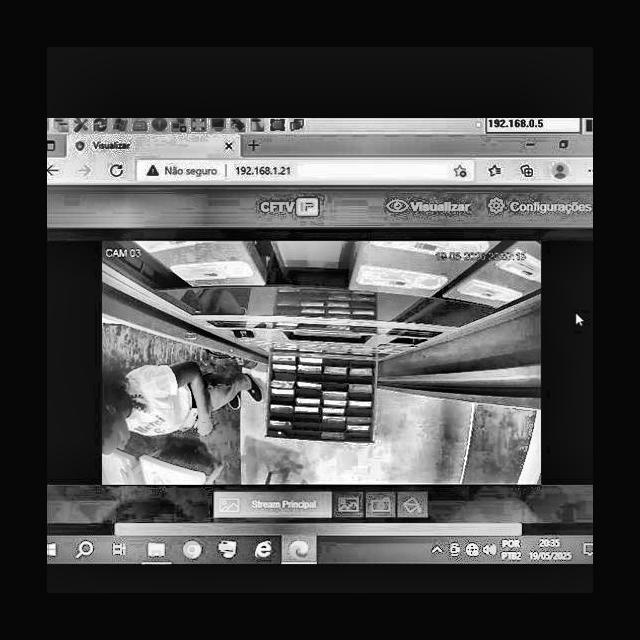 192.168.0.5
Visualizar
Não seguro | 192.168.1.21
CFTV IP Visualizar Configurações
CAM 03
Stream Principal
POR 20:35
PTB2 19/05/2025